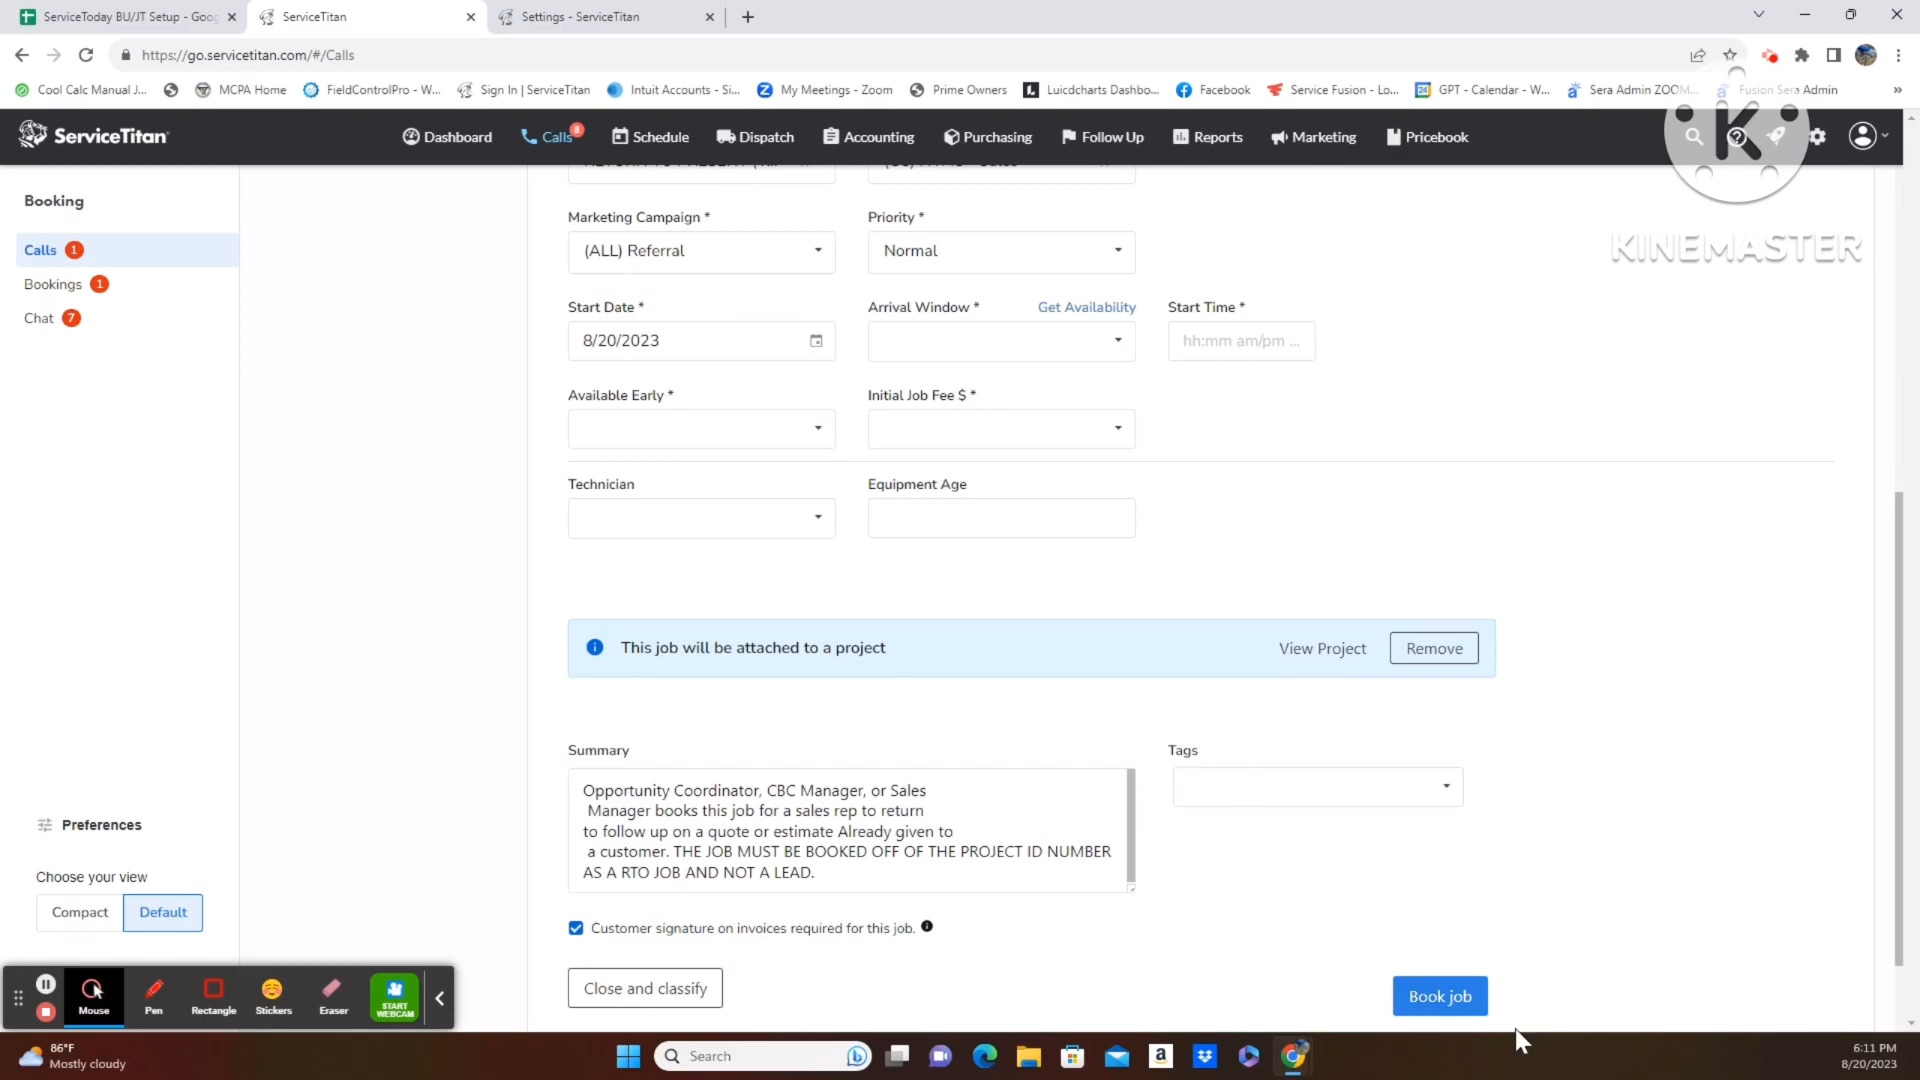 ServiceToday BU/JT Setup - Goog
ServiceTitan
Settings - ServiceTitan
https://go.servicetitan.com/#/Calls
Cool Calc Manual J...
MCPA Home
FieldControlPro - W...
Sign In | ServiceTitan
Intuit Accounts - Si...
My Meetings - Zoom
Prime Owners
Luicdcharts Dashbo...
Facebook
Service Fusion - Lo...
GPT - Calendar - W...
Sera Admin ZOOM...
Fusion Sera Admin
ServiceTitan
Dashboard
Calls 8
Schedule
Dispatch
Accounting
Purchasing
Follow Up
Reports
Marketing
Pricebook
K
KINEMASTER
Booking
Calls 1
Bookings 1
Chat 7
Marketing Campaign *
Priority *
(ALL) Referral
Normal
Start Date *
Arrival Window *
Get Availability
Start Time *
8/20/2023
hh:mm am/pm ...
Available Early *
Initial Job Fee $ *
Technician
Equipment Age
This job will be attached to a project
View Project
Remove
Summary
Tags
Opportunity Coordinator, CBC Manager, or Sales
Manager books this job for a sales rep to return
to follow up on a quote or estimate Already given to
a customer. THE JOB MUST BE BOOKED OFF OF THE PROJECT ID NUMBER
AS A RTO JOB AND NOT A LEAD.
Customer signature on invoices required for this job.
Close and classify
Book job
Preferences
Choose your view
Compact
Default
Mouse
Pen
Rectangle
Stickers
Eraser
START
WEBCAM
86°F
Mostly cloudy
Search
6:11 PM
8/20/2023